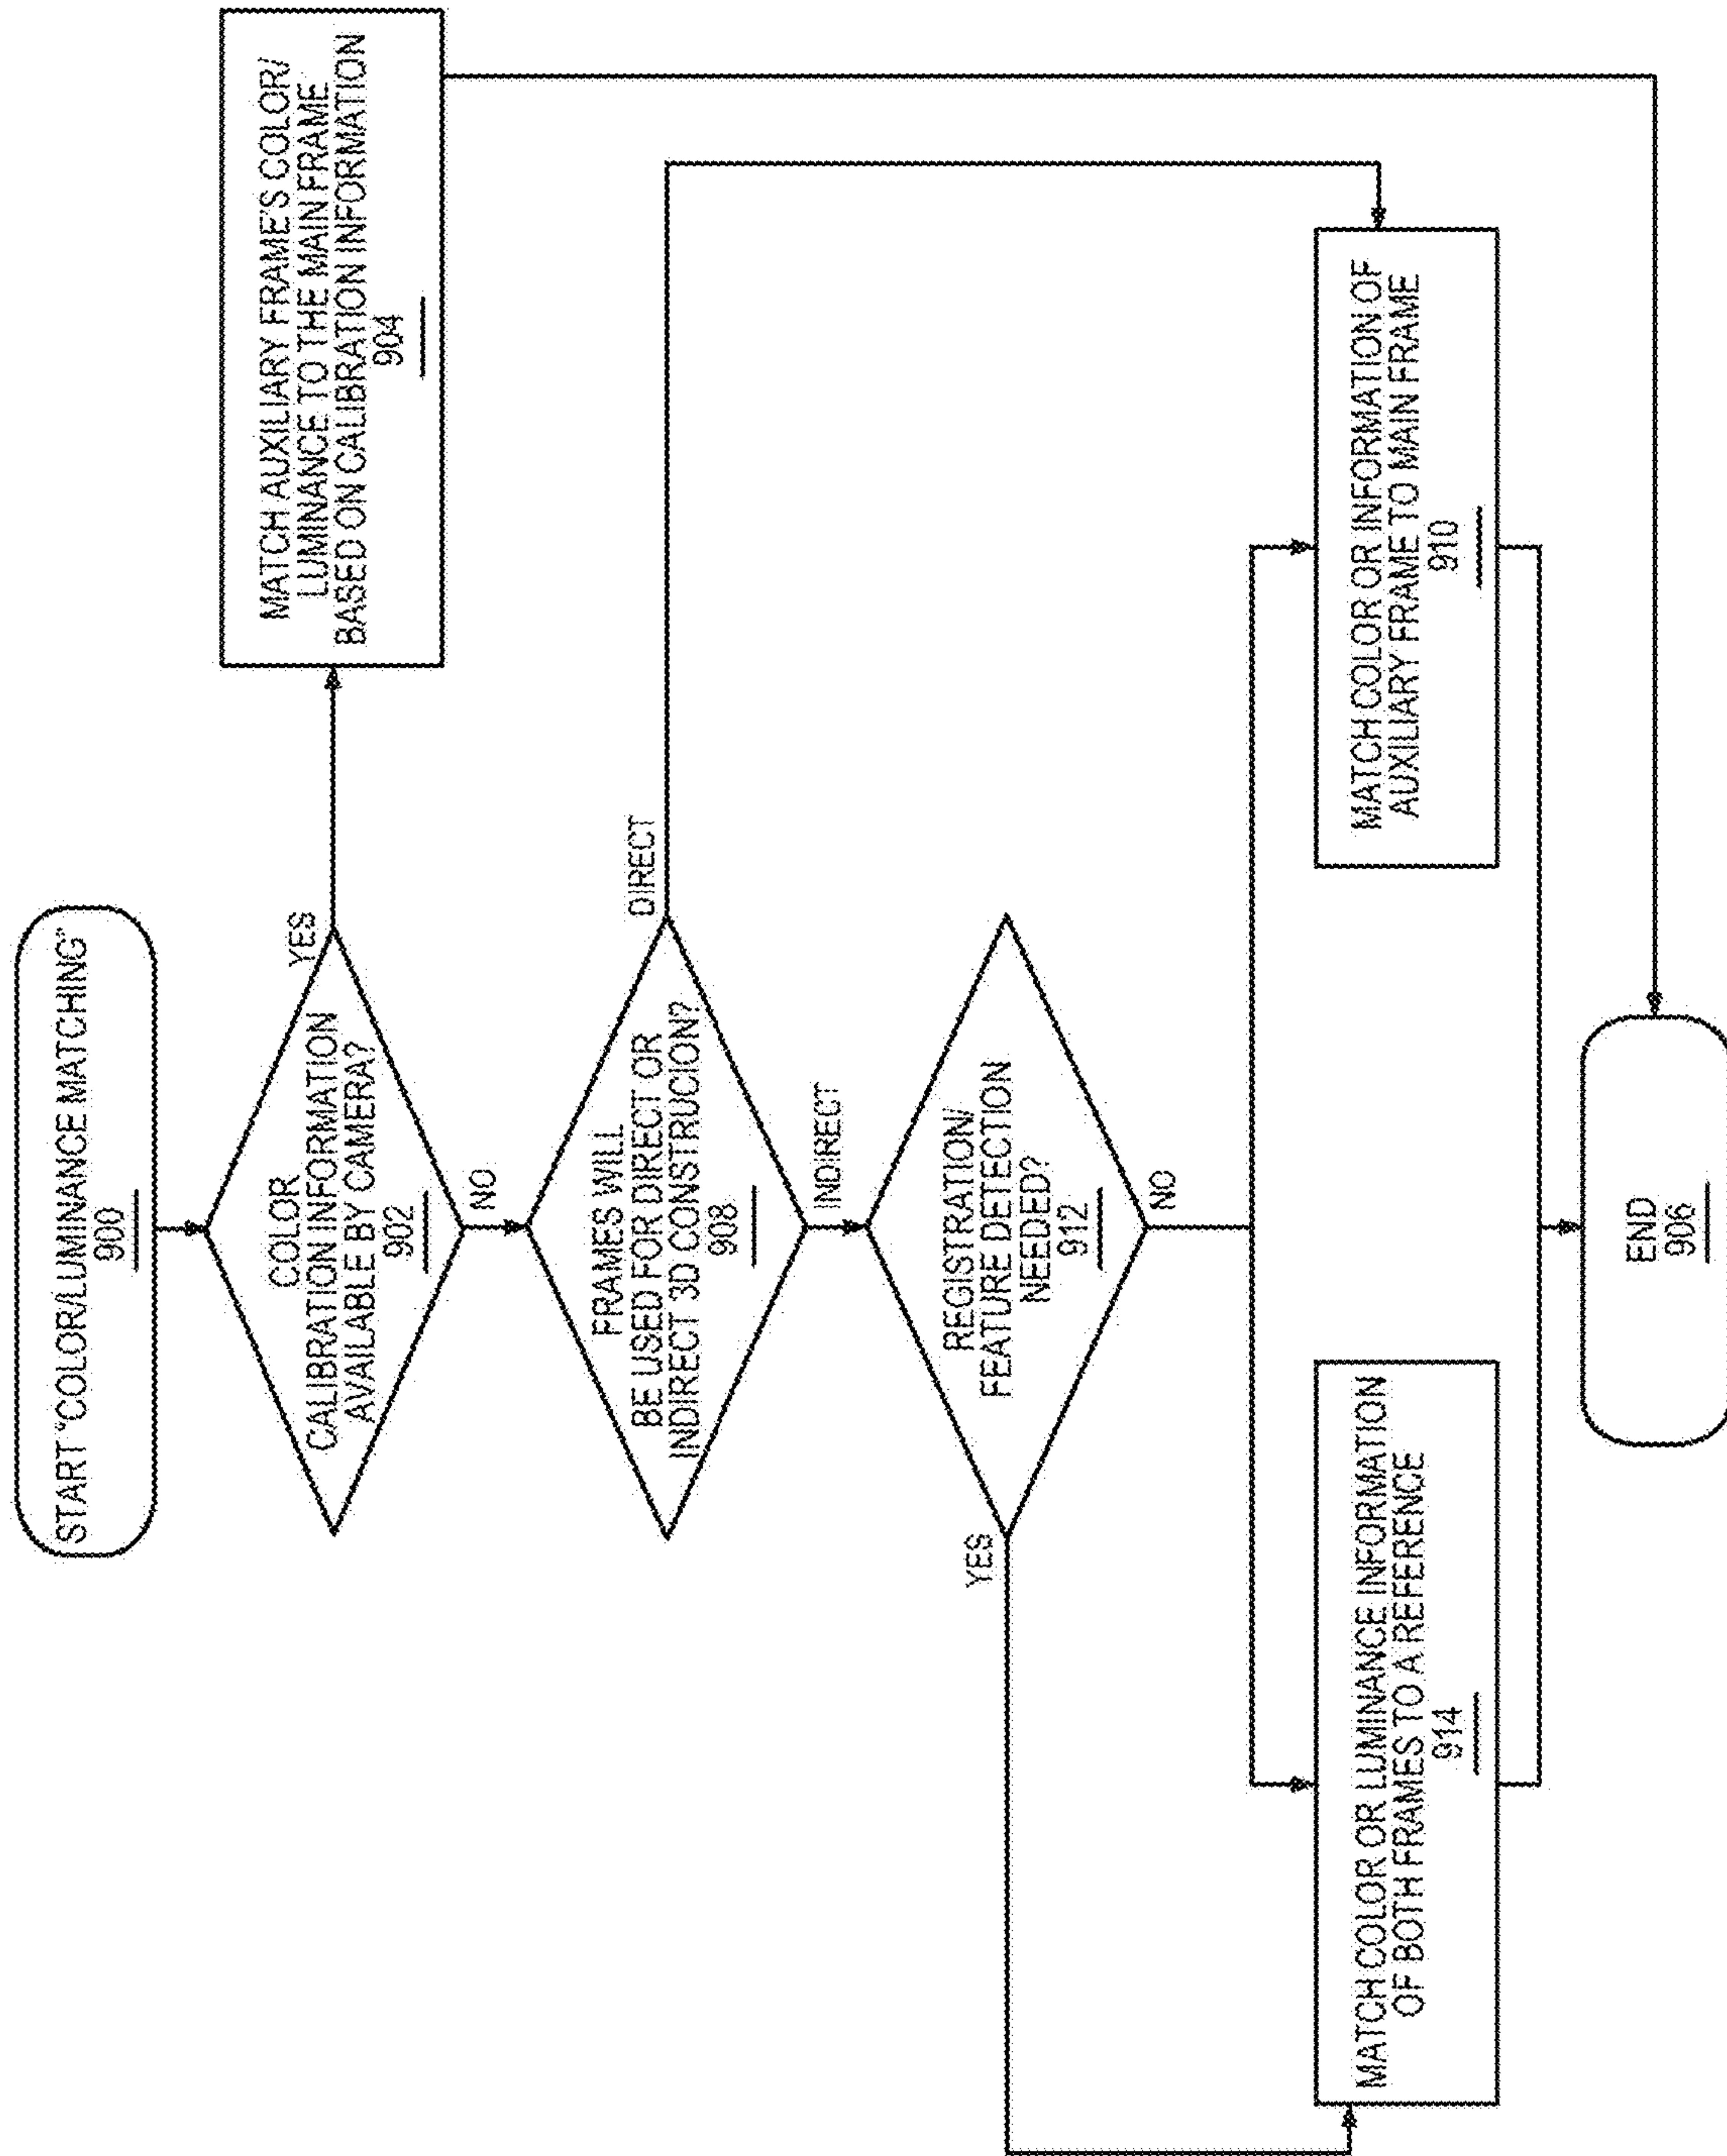 START "COLOR/LUMINANCE MATCHING"
900
COLOR
CALIBRATION INFORMATION
AVAILABLE BY CAMERA?
902
YES
NO
MATCH AUXILIARY FRAME'S COLOR/
LUMINANCE TO THE MAIN FRAME
BASED ON CALIBRATION INFORMATION
904
FRAMES WILL
BE USED FOR DIRECT OR
INDIRECT 3D CONSTRUCION?
908
DIRECT
INDIRECT
REGISTRATION/
FEATURE DETECTION
NEEDED?
912
YES
NO
MATCH COLOR OR LUMINANCE INFORMATION
OF BOTH FRAMES TO A REFERENCE
914
MATCH COLOR OR INFORMATION OF
AUXILIARY FRAME TO MAIN FRAME
910
END
906